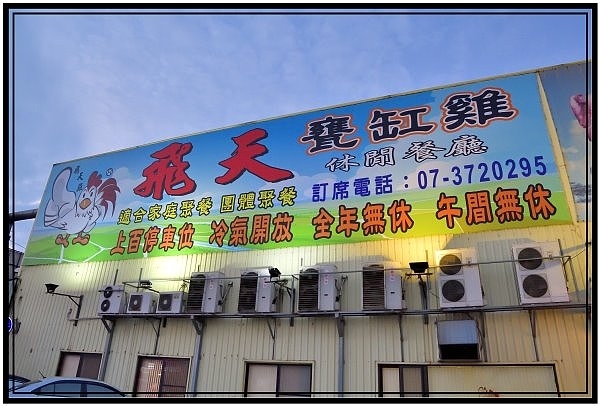 飛天 甕缸雞
休閒餐廳
適合家庭聚餐 團體聚餐
訂席電話：07-3720295
上百停車位 冷氣開放 全年無休 午間無休